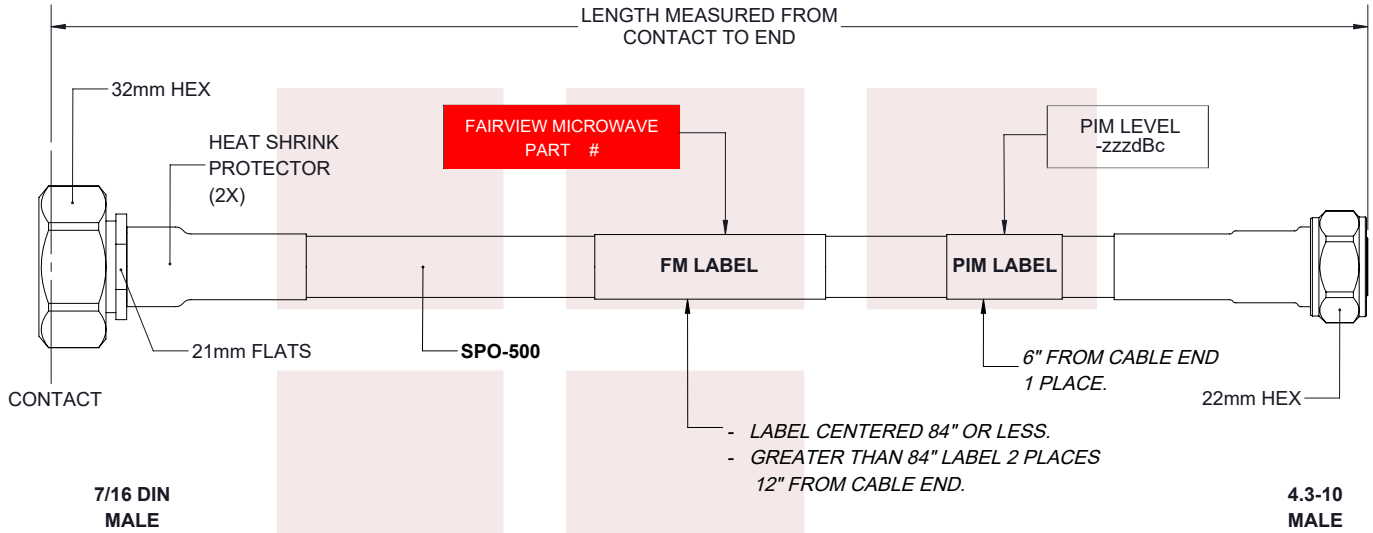 LENGTH MEASURED FROM
CONTACT TO END
32mm HEX
HEAT SHRINK
PROTECTOR
(2X)
FAIRVIEW MICROWAVE
PART #
PIM LEVEL
-zzzdBc
FM LABEL
PIM LABEL
21mm FLATS
SPO-500
6" FROM CABLE END
1 PLACE.
CONTACT
22mm HEX
- LABEL CENTERED 84" OR LESS.
- GREATER THAN 84" LABEL 2 PLACES
12" FROM CABLE END.
7/16 DIN
MALE
4.3-10
MALE